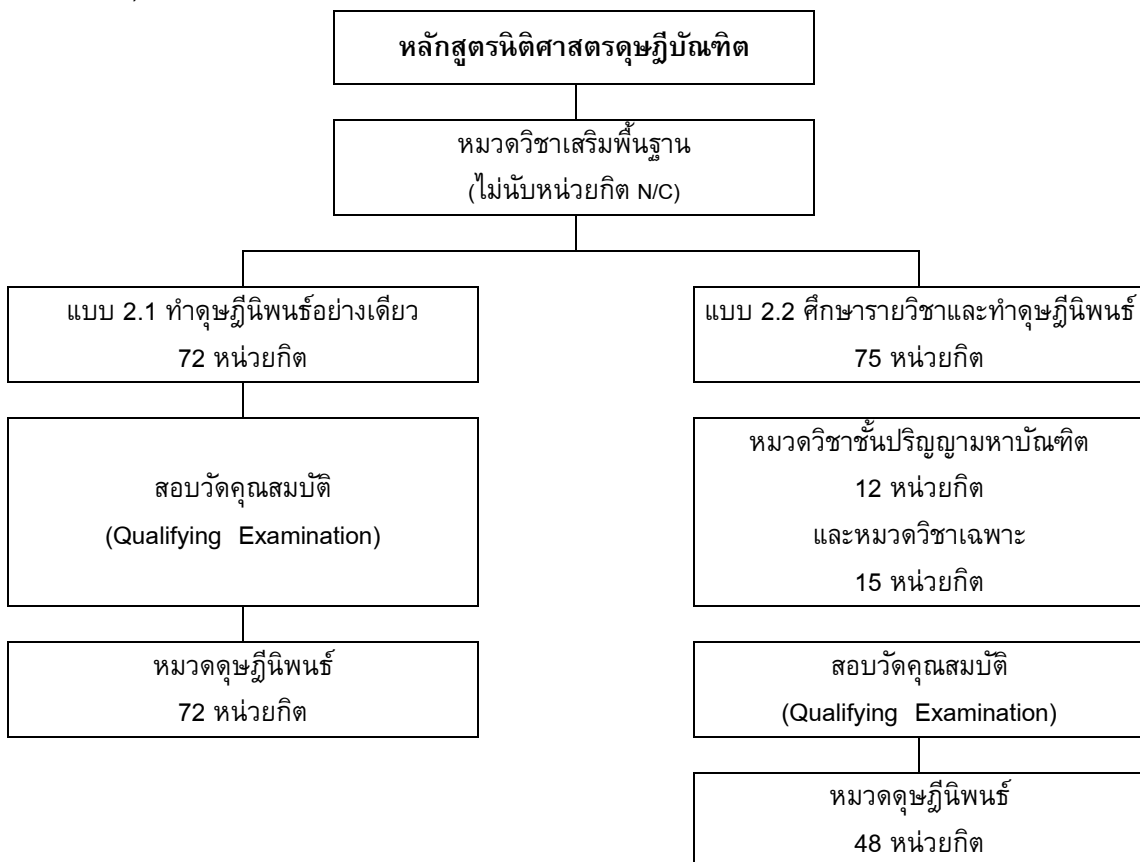 หลักสูตรนิติศาสตรดุษฎีบัณฑิต
หมวดวิชาเสริมพื้นฐาน
(ไม่นับหน่วยกิต N/C)
แบบ 2.1 ทำดุษฎีนิพนธ์อย่างเดียว
72 หน่วยกิต
แบบ 2.2 ศึกษารายวิชาและทำดุษฎีนิพนธ์
75 หน่วยกิต
สอบวัดคุณสมบัติ
(Qualifying Examination)
หมวดวิชาชั้นปริญญามหาบัณฑิต
12 หน่วยกิต
และหมวดวิชาเฉพาะ
15 หน่วยกิต
หมวดดุษฎีนิพนธ์
72 หน่วยกิต
สอบวัดคุณสมบัติ
(Qualifying Examination)
หมวดดุษฎีนิพนธ์
48 หน่วยกิต